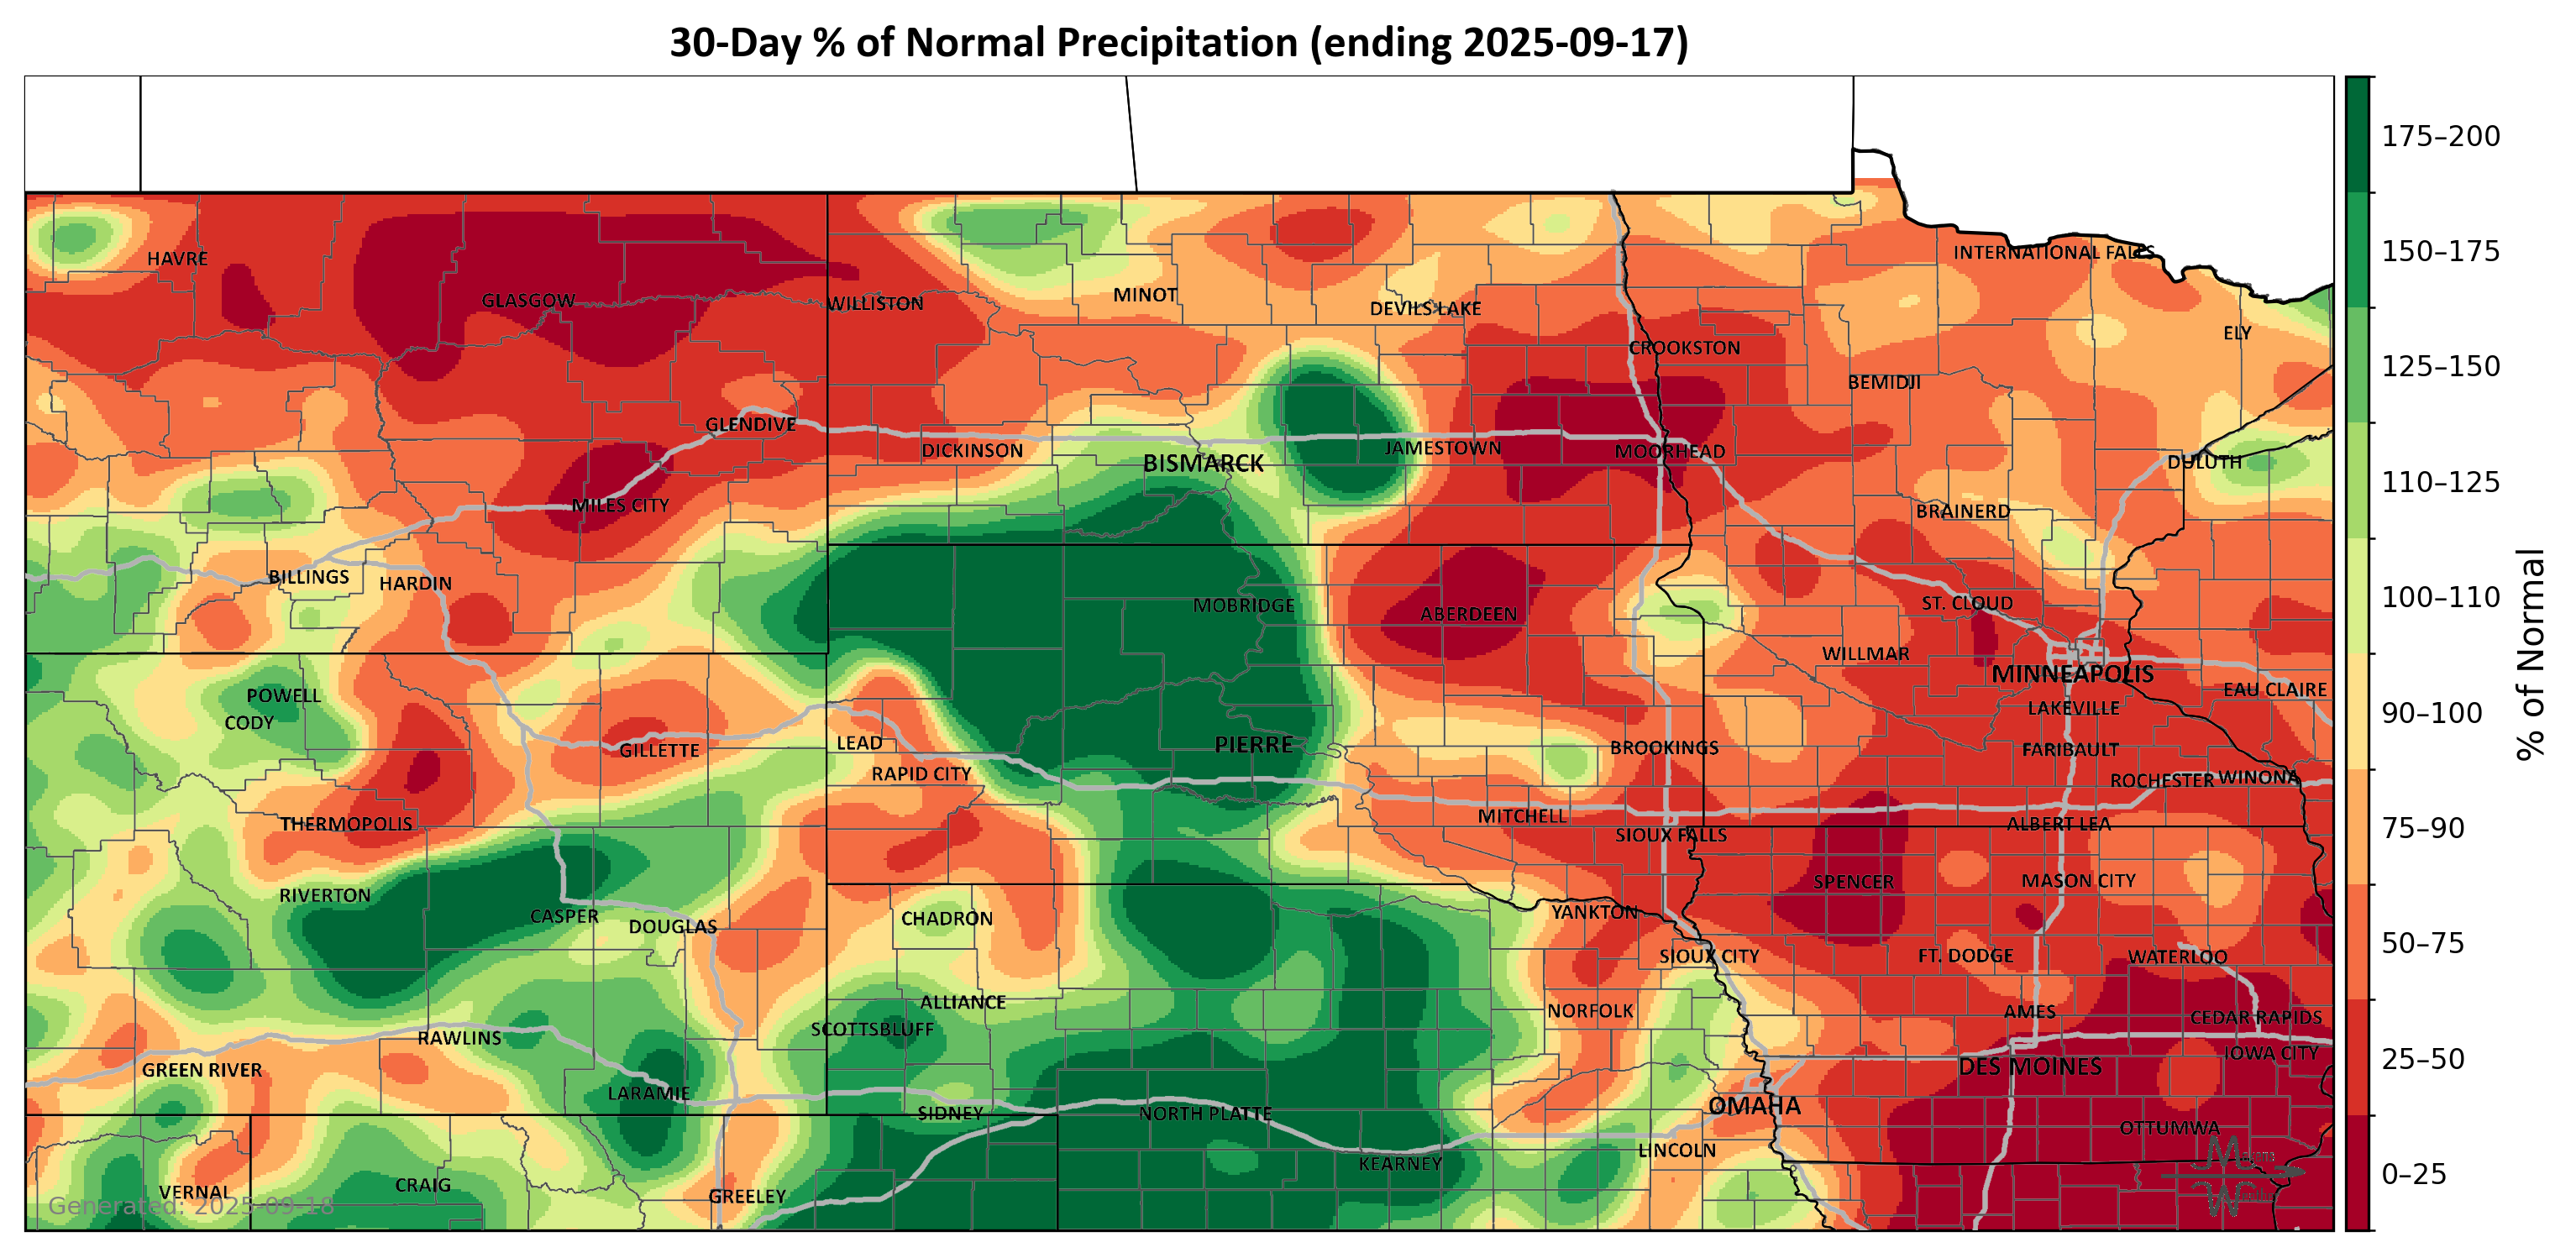 30-Day % of Normal Precipitation (ending 2025-09-17)
175–200
150–175
125–150
110–125
100–110
90–100
75–90
50–75
25–50
0–25
% of Normal
INTERNATIONAL FALLS
HAVRE
GLASGOW
WILLISTON
MINOT
DEVILS LAKE
ELY
CROOKSTON
BEMIDJI
GLENDIVE
DICKINSON
BISMARCK
JAMESTOWN
MOORHEAD
DULUTH
MILES CITY
BRAINERD
BILLINGS
HARDIN
MOBRIDGE
ABERDEEN
ST. CLOUD
WILLMAR
MINNEAPOLIS
POWELL
EAU CLAIRE
CODY
LAKEVILLE
GILLETTE
LEAD
PIERRE
BROOKINGS
FARIBAULT
RAPID CITY
ROCHESTER
WINONA
THERMOPOLIS
MITCHELL
SIOUX FALLS
ALBERT LEA
RIVERTON
SPENCER
MASON CITY
CASPER
DOUGLAS
CHADRON
YANKTON
SIOUX CITY
FT. DODGE
WATERLOO
ALLIANCE
NORFOLK
AMES
CEDAR RAPIDS
RAWLINS
SCOTTSBLUFF
IOWA CITY
GREEN RIVER
DES MOINES
LARAMIE
SIDNEY
NORTH PLATTE
OMAHA
OTTUMWA
KEARNEY
LINCOLN
VERNAL
CRAIG
GREELEY
Generated: 2025-09-18